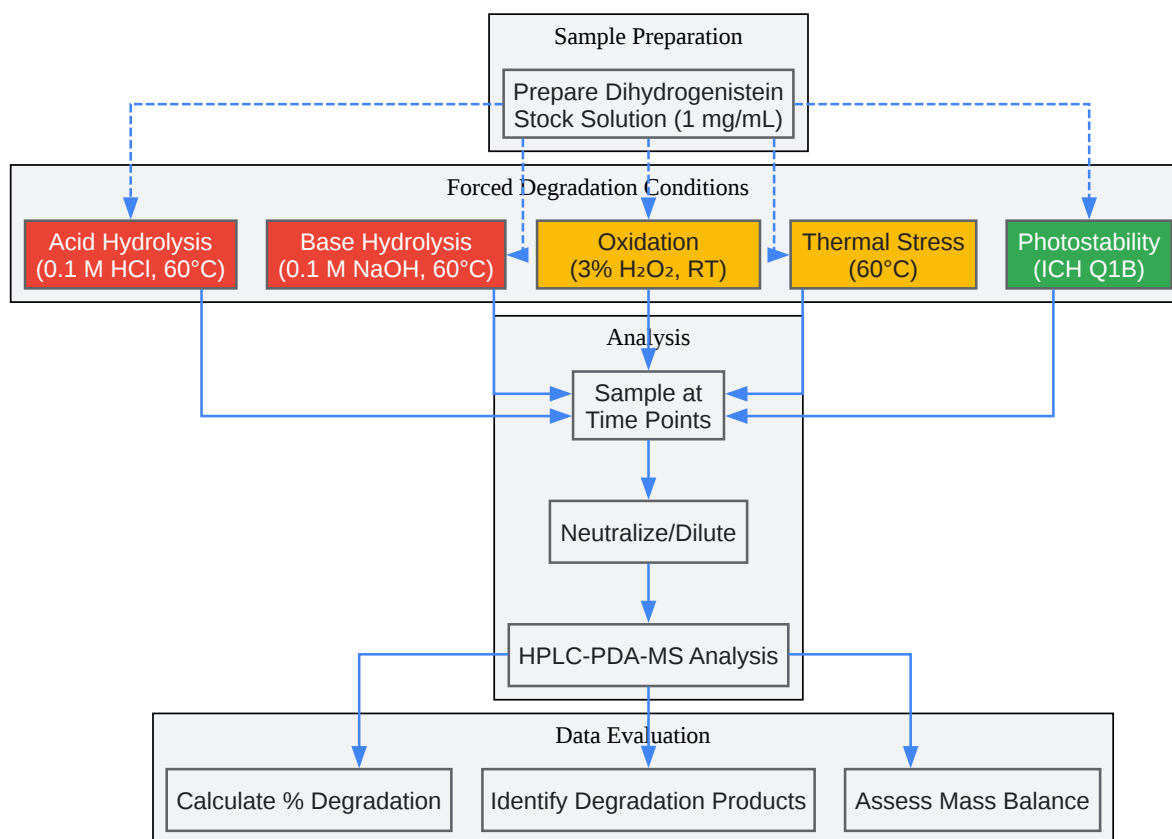 Sample Preparation
Prepare Dihydrogenistein
Stock Solution (1 mg/mL)
Forced Degradation Conditions
Acid Hydrolysis
(0.1 M HCl, 60°C)
Base Hydrolysis
(0.1 M NaOH, 60°C)
Oxidation
(3% H₂O₂, RT)
Thermal Stress
(60°C)
Photostability
(ICH Q1B)
Analysis
Sample at
Time Points
Neutralize/Dilute
HPLC-PDA-MS Analysis
Data Evaluation
Calculate % Degradation
Identify Degradation Products
Assess Mass Balance